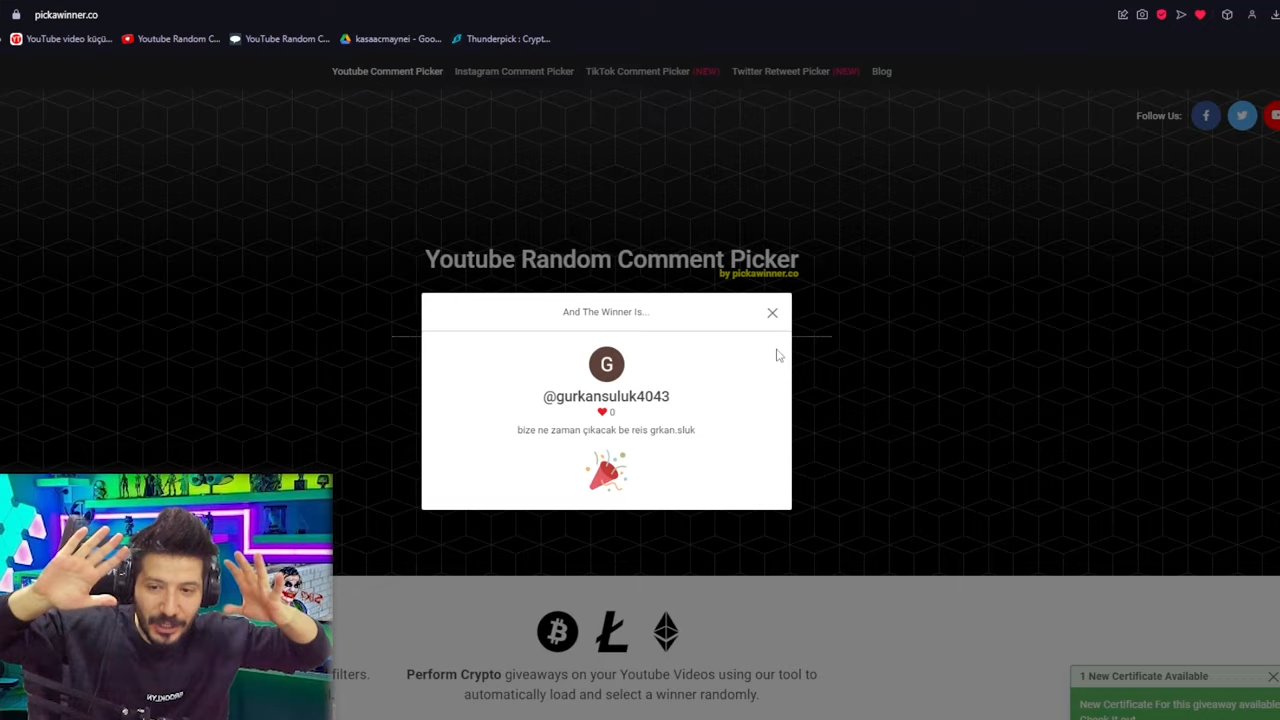 pickawinner.co
YouTube video küçü... Youtube Random C... YouTube Random C... kasaacmaynei - Goo... Thunderpick : Crypt...
Youtube Comment Picker Instagram Comment Picker TikTok Comment Picker (NEW) Twitter Retweet Picker (NEW) Blog
Follow Us:
Youtube Random Comment Picker
by pickawinner.co
And The Winner Is...
G
@gurkansuluk4043
0
bize ne zaman çıkacak be reis grkan.sluk
filters.
Perform Crypto giveaways on your Youtube Videos using our tool to
automatically load and select a winner randomly.
1 New Certificate Available
New Certificate For this giveaway available
Check it out